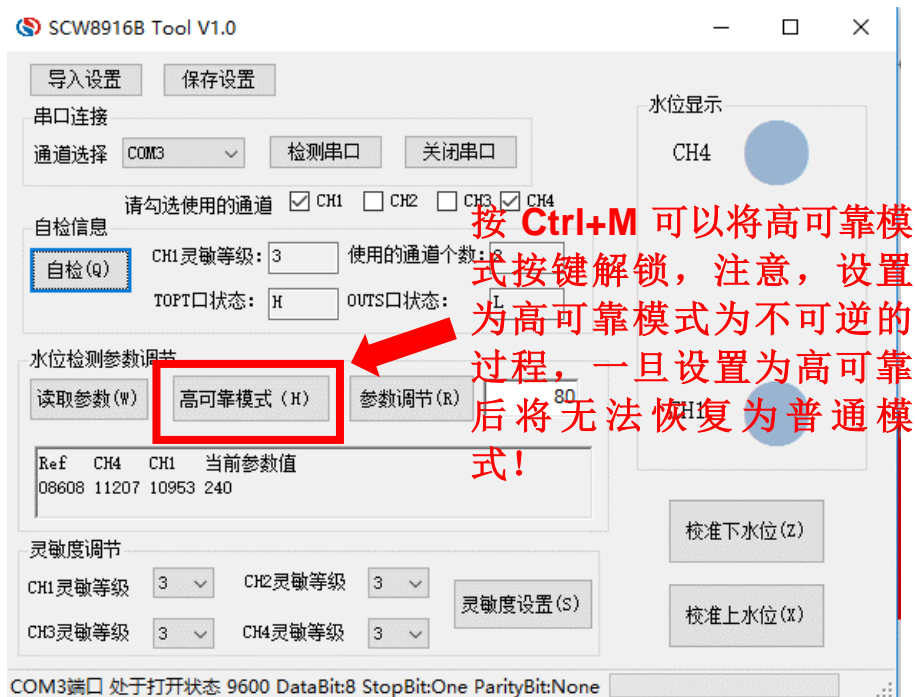 SCW8916B Tool V1.0
导入设置 保存设置
串口连接
通道选择 COM3 检测串口 关闭串口
水位显示
CH4
请勾选使用的通道 CH1 CH2 CH3 CH4
自检信息
自检(Q) CH1灵敏等级: 3 使用的通道个数:
TOPT口状态: H OUTS口状态: L
按 Ctrl+M 可以将高可靠模
式按键解锁，注意，设置
为高可靠模式为不可逆的
过程，一旦设置为高可靠
后将无法恢复为普通模
式！
水位检测参数调节
读取参数(W) 高可靠模式 (H) 参数调节(R) 80
CH1
Ref CH4 CH1 当前参数值
08608 11207 10953 240
校准下水位(Z)
校准上水位(X)
灵敏度调节
CH1灵敏等级 3 CH2灵敏等级 3
灵敏度设置(S)
CH3灵敏等级 3 CH4灵敏等级 3
COM3端口 处于打开状态 9600 DataBit:8 StopBit:One ParityBit:None